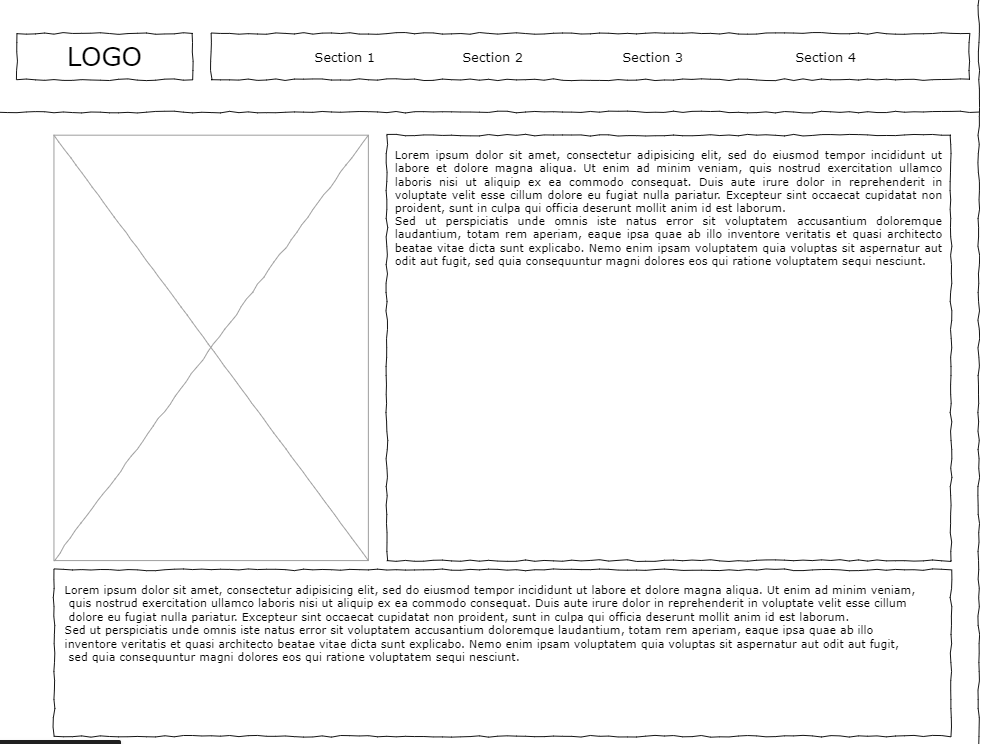 LOGO
Section 1 Section 2 Section 3 Section 4
Lorem ipsum dolor sit amet, consectetur adipisicing elit, sed do eiusmod tempor incididunt ut
labore et dolore magna aliqua. Ut enim ad minim veniam, quis nostrud exercitation ullamco
laboris nisi ut aliquip ex ea commodo consequat. Duis aute irure dolor in reprehenderit in
voluptate velit esse cillum dolore eu fugiat nulla pariatur. Excepteur sint occaecat cupidatat non
proident, sunt in culpa qui officia deserunt mollit anim id est laborum.
Sed ut perspiciatis unde omnis iste natus error sit voluptatem accusantium doloremque
laudantium, totam rem aperiam, eaque ipsa quae ab illo inventore veritatis et quasi architecto
beatae vitae dicta sunt explicabo. Nemo enim ipsam voluptatem quia voluptas sit aspernatur aut
odit aut fugit, sed quia consequuntur magni dolores eos qui ratione voluptatem sequi nesciunt.
Lorem ipsum dolor sit amet, consectetur adipisicing elit, sed do eiusmod tempor incididunt ut labore et dolore magna aliqua. Ut enim ad minim veniam,
quis nostrud exercitation ullamco laboris nisi ut aliquip ex ea commodo consequat. Duis aute irure dolor in reprehenderit in voluptate velit esse cillum
dolore eu fugiat nulla pariatur. Excepteur sint occaecat cupidatat non proident, sunt in culpa qui officia deserunt mollit anim id est laborum.
Sed ut perspiciatis unde omnis iste natus error sit voluptatem accusantium doloremque laudantium, totam rem aperiam, eaque ipsa quae ab illo
inventore veritatis et quasi architecto beatae vitae dicta sunt explicabo. Nemo enim ipsam voluptatem quia voluptas sit aspernatur aut odit aut fugit,
sed quia consequuntur magni dolores eos qui ratione voluptatem sequi nesciunt.